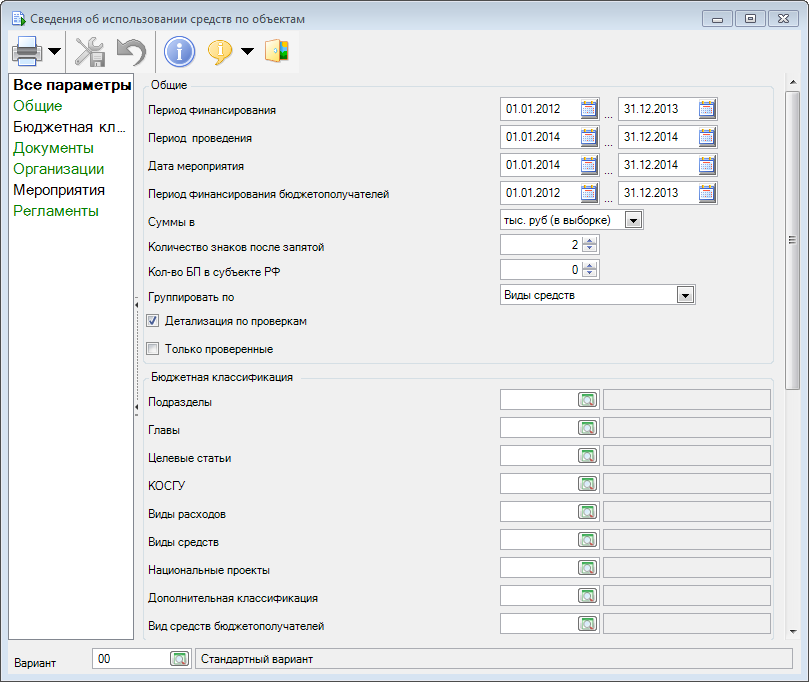 Сведения об использовании средств по объектам
Все параметры
Общие
Бюджетная кл...
Документы
Организации
Мероприятия
Регламенты
Общие
Период финансирования 01.01.2012 ... 31.12.2013
Период проведения 01.01.2014 ... 31.12.2014
Дата мероприятия 01.01.2014 ... 31.12.2014
Период финансирования бюджетополучателей 01.01.2012 ... 31.12.2013
Суммы в тыс. руб (в выборке)
Количество знаков после запятой 2
Кол-во БП в субъекте РФ 0
Группировать по Виды средств
Детализация по проверкам
Только проверенные
Бюджетная классификация
Подразделы
Главы
Целевые статьи
КОСГУ
Виды расходов
Виды средств
Национальные проекты
Дополнительная классификация
Вид средств бюджетополучателей
Вариант 00 Стандартный вариант